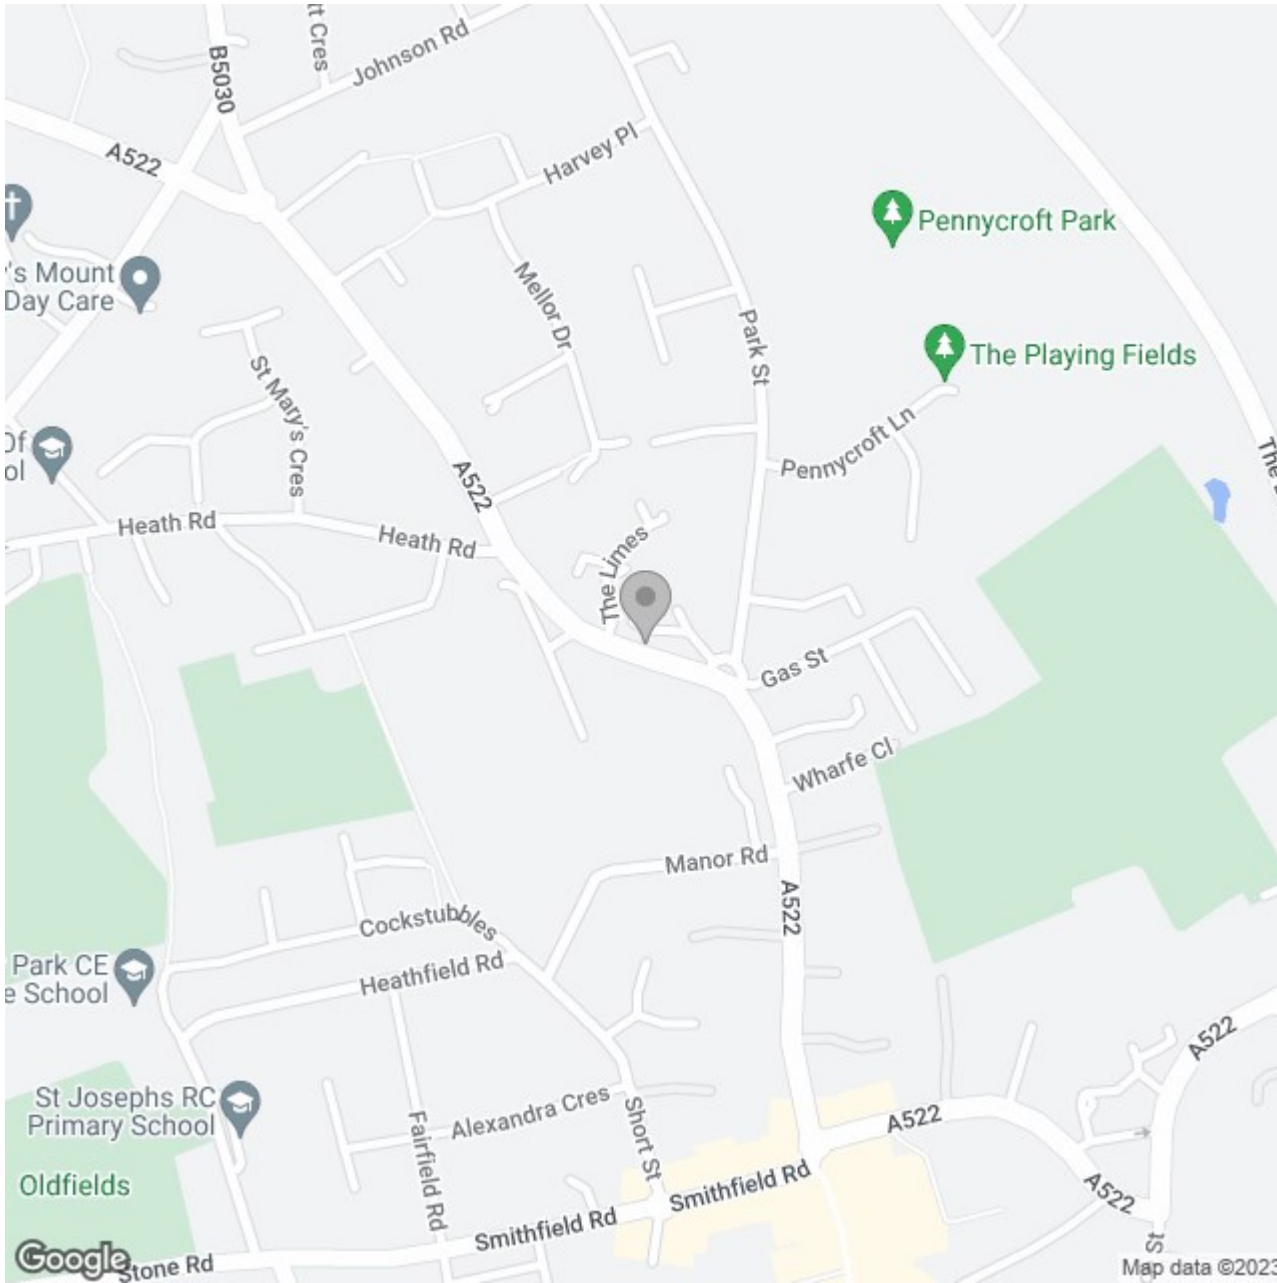 B5030
Johnson Rd
A522
Harvey Pl
Pennycroft Park
's Mount
Day Care
Mellor Dr
Park St
The Playing Fields
St Mary's Cres
Pennycroft Ln
A522
Heath Rd
Heath Rd
The Limes
Gas St
Wharfe Cl
Manor Rd
A522
Cockstubbles
Park CE
School
Heathfield Rd
A522
St Josephs RC
Primary School
Alexandra Cres
Short St
A522
Fairfield Rd
Oldfields
Smithfield Rd
A522
Smithfield Rd
Stone Rd
St
Google
Map data ©2023
Cres
The